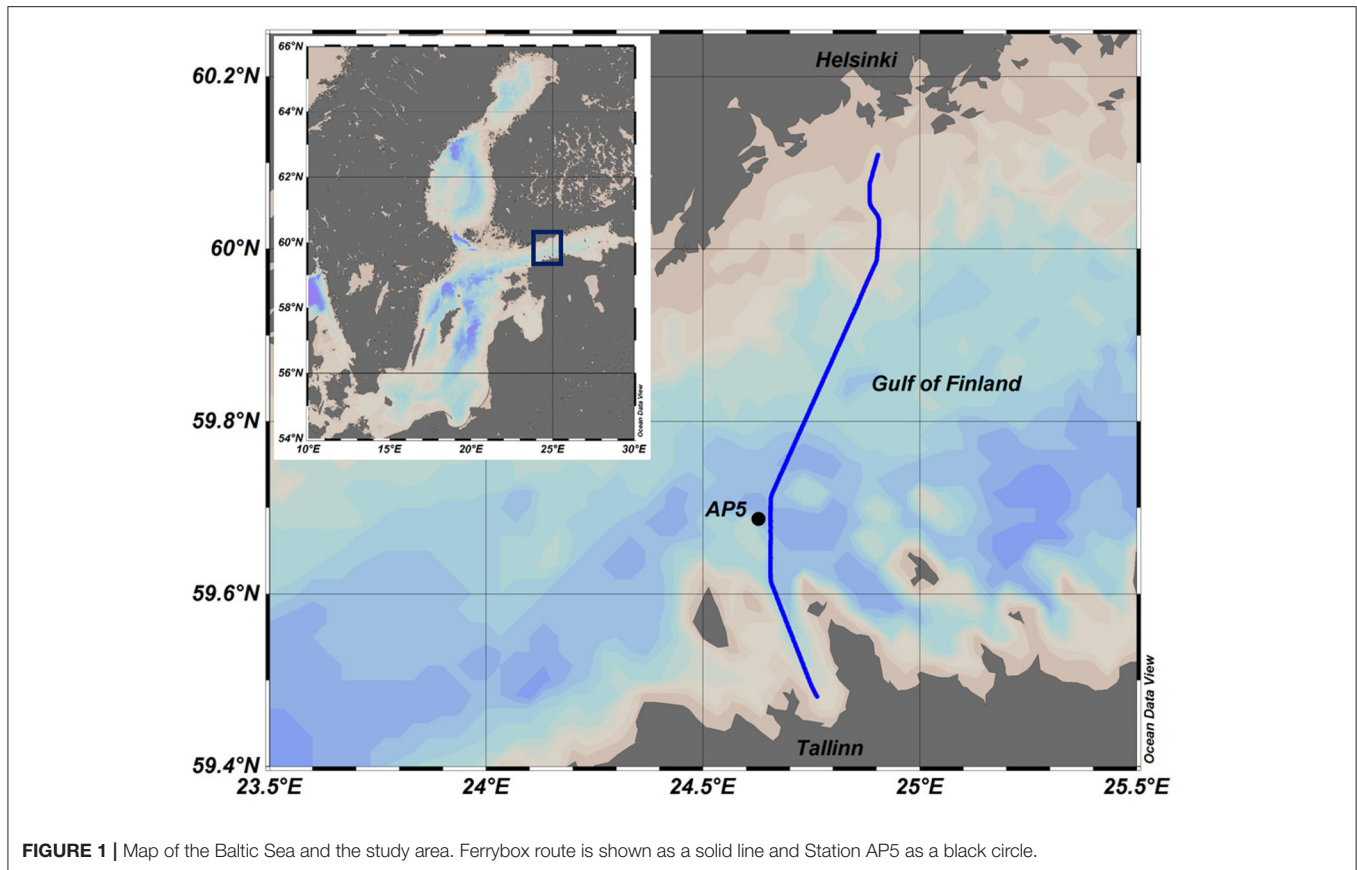 66°N
64°N
62°N
60°N
58°N
56°N
54°N
10°E 15°E 20°E 25°E 30°E
Ocean Data View
60.2°N
60°N
59.8°N
59.6°N
59.4°N
Helsinki
Gulf of Finland
AP5
Tallinn
23.5°E 24°E 24.5°E 25°E 25.5°E
Ocean Data View
FIGURE 1 | Map of the Baltic Sea and the study area. Ferrybox route is shown as a solid line and Station AP5 as a black circle.